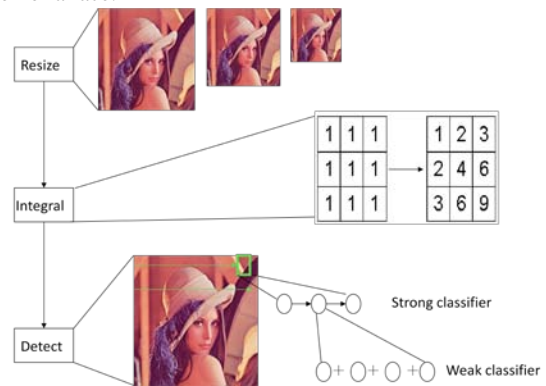 Resize
1 1 1 1 2 3
1 1 1 2 4 6
Integral
1 1 1 3 6 9
Strong classifier
Detect
+ + +
Weak classifier